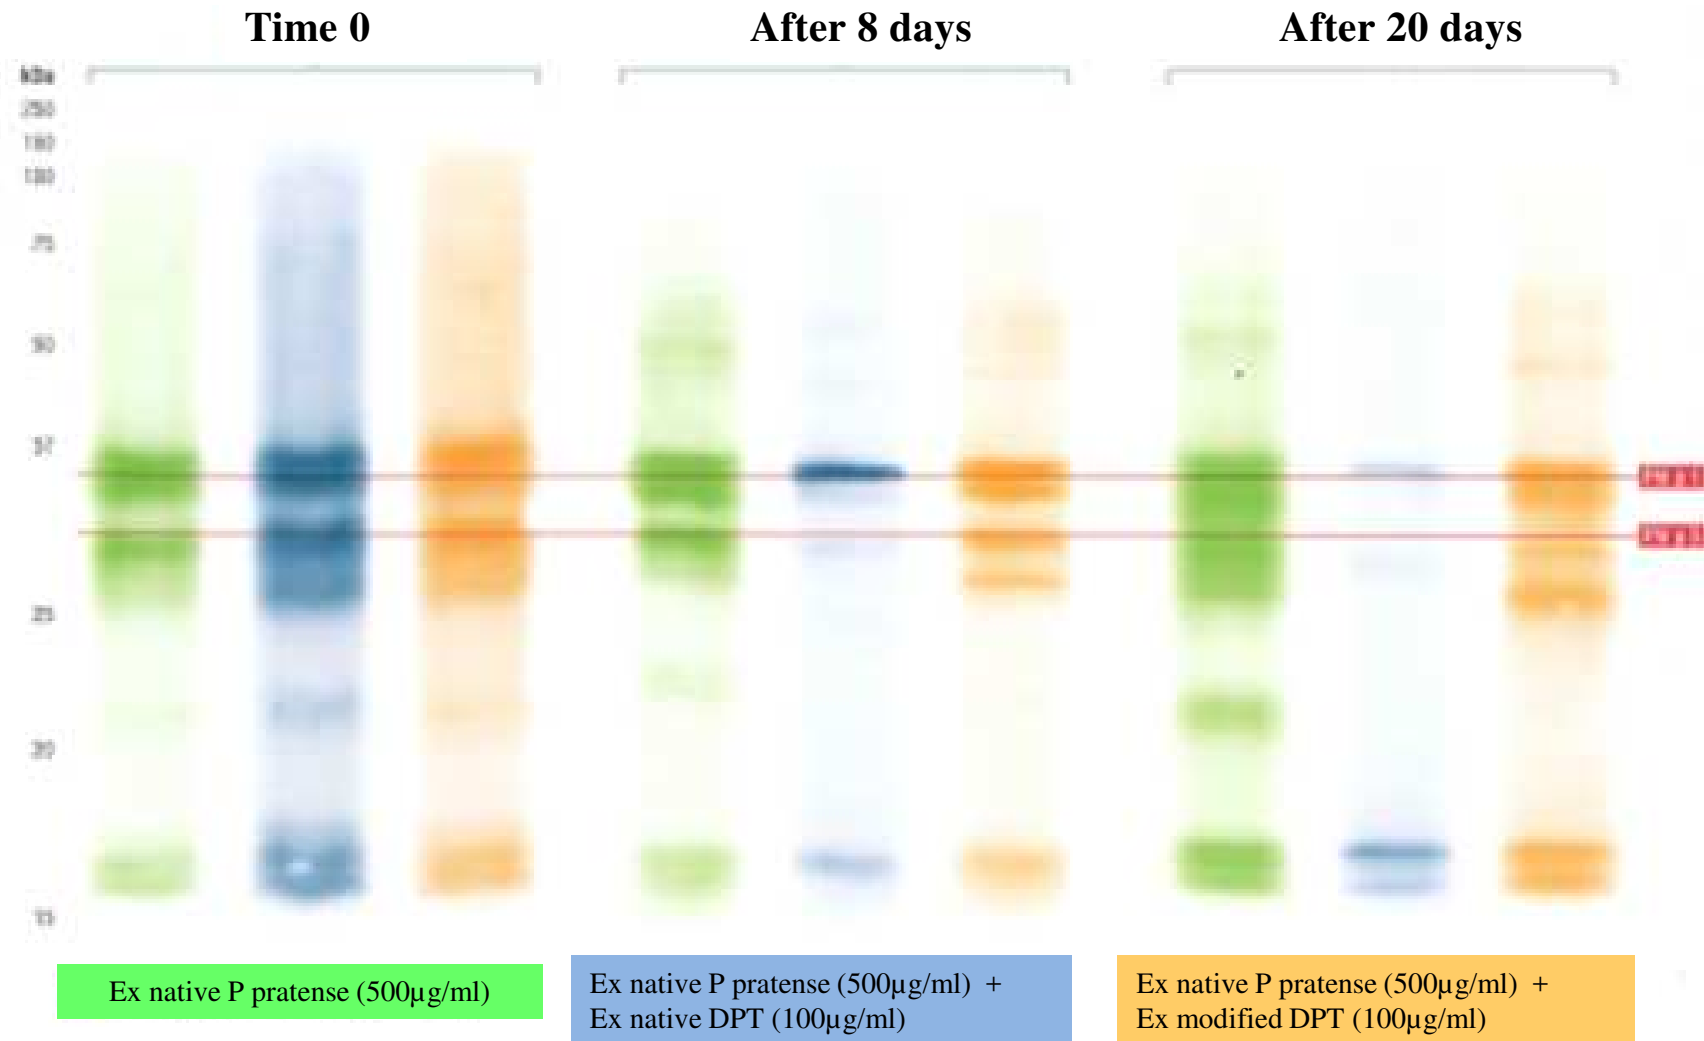 Time 0
After 8 days
After 20 days
kDa
250
150
100
75
50
37
25
20
15
Ex native P pratense (500µg/ml)
Ex native P pratense (500µg/ml) +
Ex native DPT (100µg/ml)
Ex native P pratense (500µg/ml) +
Ex modified DPT (100µg/ml)